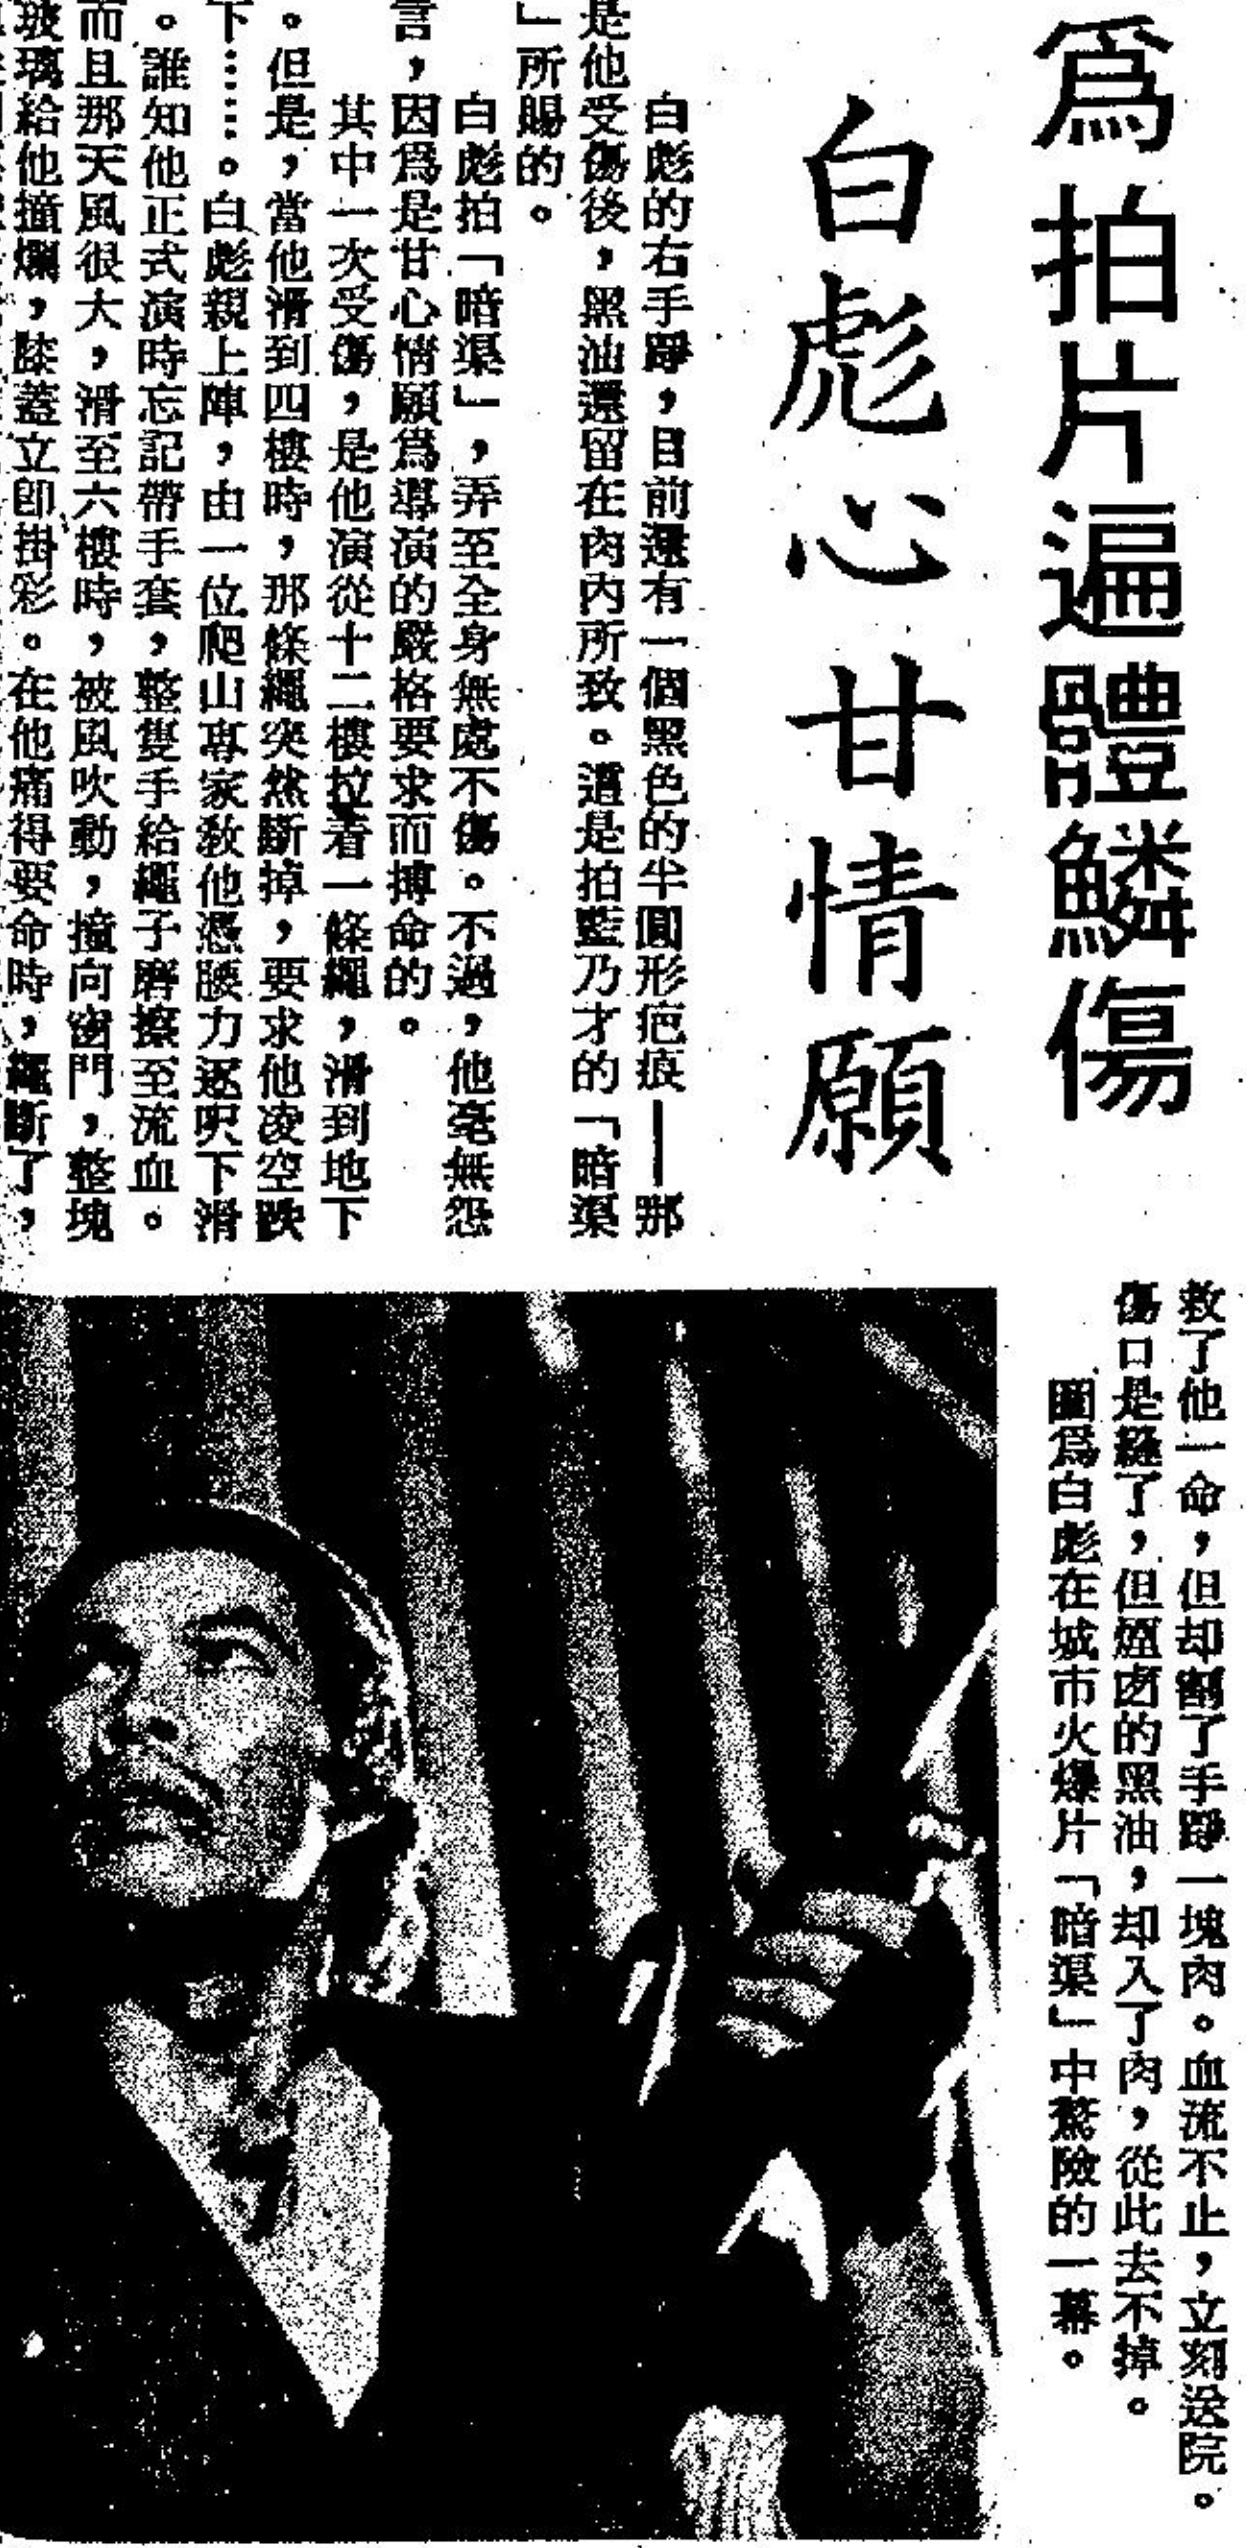 爲拍片遍體鱗傷
白彪心甘情願
白彪的右手踭,目前還有一個黑色的半圓形疤痕——那
是他受傷後,黑油還留在肉內所致。這是拍藍乃才的「暗渠
」所賜的。
白彪拍「暗渠」,弄至全身無處不傷。不過,他毫無怨
言,因爲是甘心情願爲導演的嚴格要求而搏命的。
其中一次受傷,是他演從十二樓拉着一條繩,滑到地下
。但是,當他滑到四樓時,那條繩突然斷掉,要求他凌空跌
下……。白彪親上陣,由一位爬山專家敎他憑腰力逐呎下滑
。誰知他正式演時忘記帶手套,整隻手給繩子磨擦至流血。
而且那天風很大,滑至六樓時,被風吹動,撞向窗門,整塊
玻璃給他撞爛,膝蓋立卽掛彩。在他痛得要命時,繩斷了,
救了他一命,但却割了手踭一塊肉。血流不止,立刻送院。
傷口是縫了,但煙囱的黑油,却入了肉,從此去不掉。
圖爲白彪在城市火爆片「暗渠」中驚險的一幕。